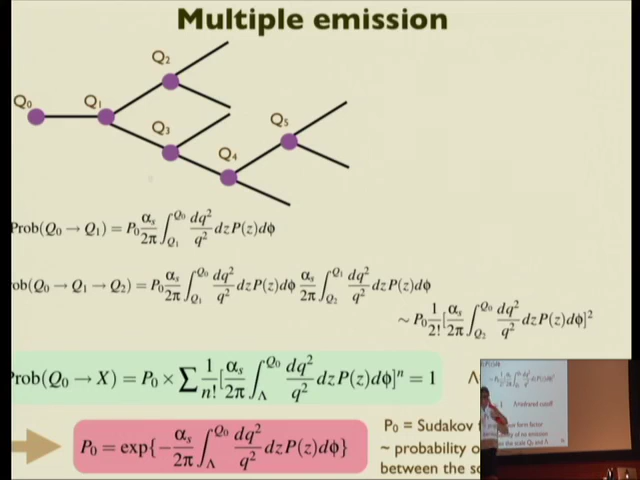 Multiple emission
Q₂
Q₀
Q₁
Q₅
Q₃
Q₄
Prob(Q₀ → Q₁) = P₀ αₛ/2π ∫_{Q₁}^{Q₀} dq²/q² dzP(z)dϕ
ob(Q₀ → Q₁ → Q₂) = P₀ αₛ/2π ∫_{Q₁}^{Q₀} dq²/q² dzP(z)dϕ αₛ/2π ∫_{Q₂}^{Q₁} dq²/q² dzP(z)dϕ
~ P₀ 1/2! [αₛ/2π ∫_{Q₂}^{Q₀} dq²/q² dzP(z)dϕ]²
Prob(Q₀ → X) = P₀ × ∑ 1/n! [αₛ/2π ∫_Λ^{Q₀} dq²/q² dzP(z)dϕ]ⁿ = 1
P₀ = exp{− αₛ/2π ∫_Λ^{Q₀} dq²/q² dzP(z)dϕ}
P₀ = Sudakov f
~ probability o
between the s